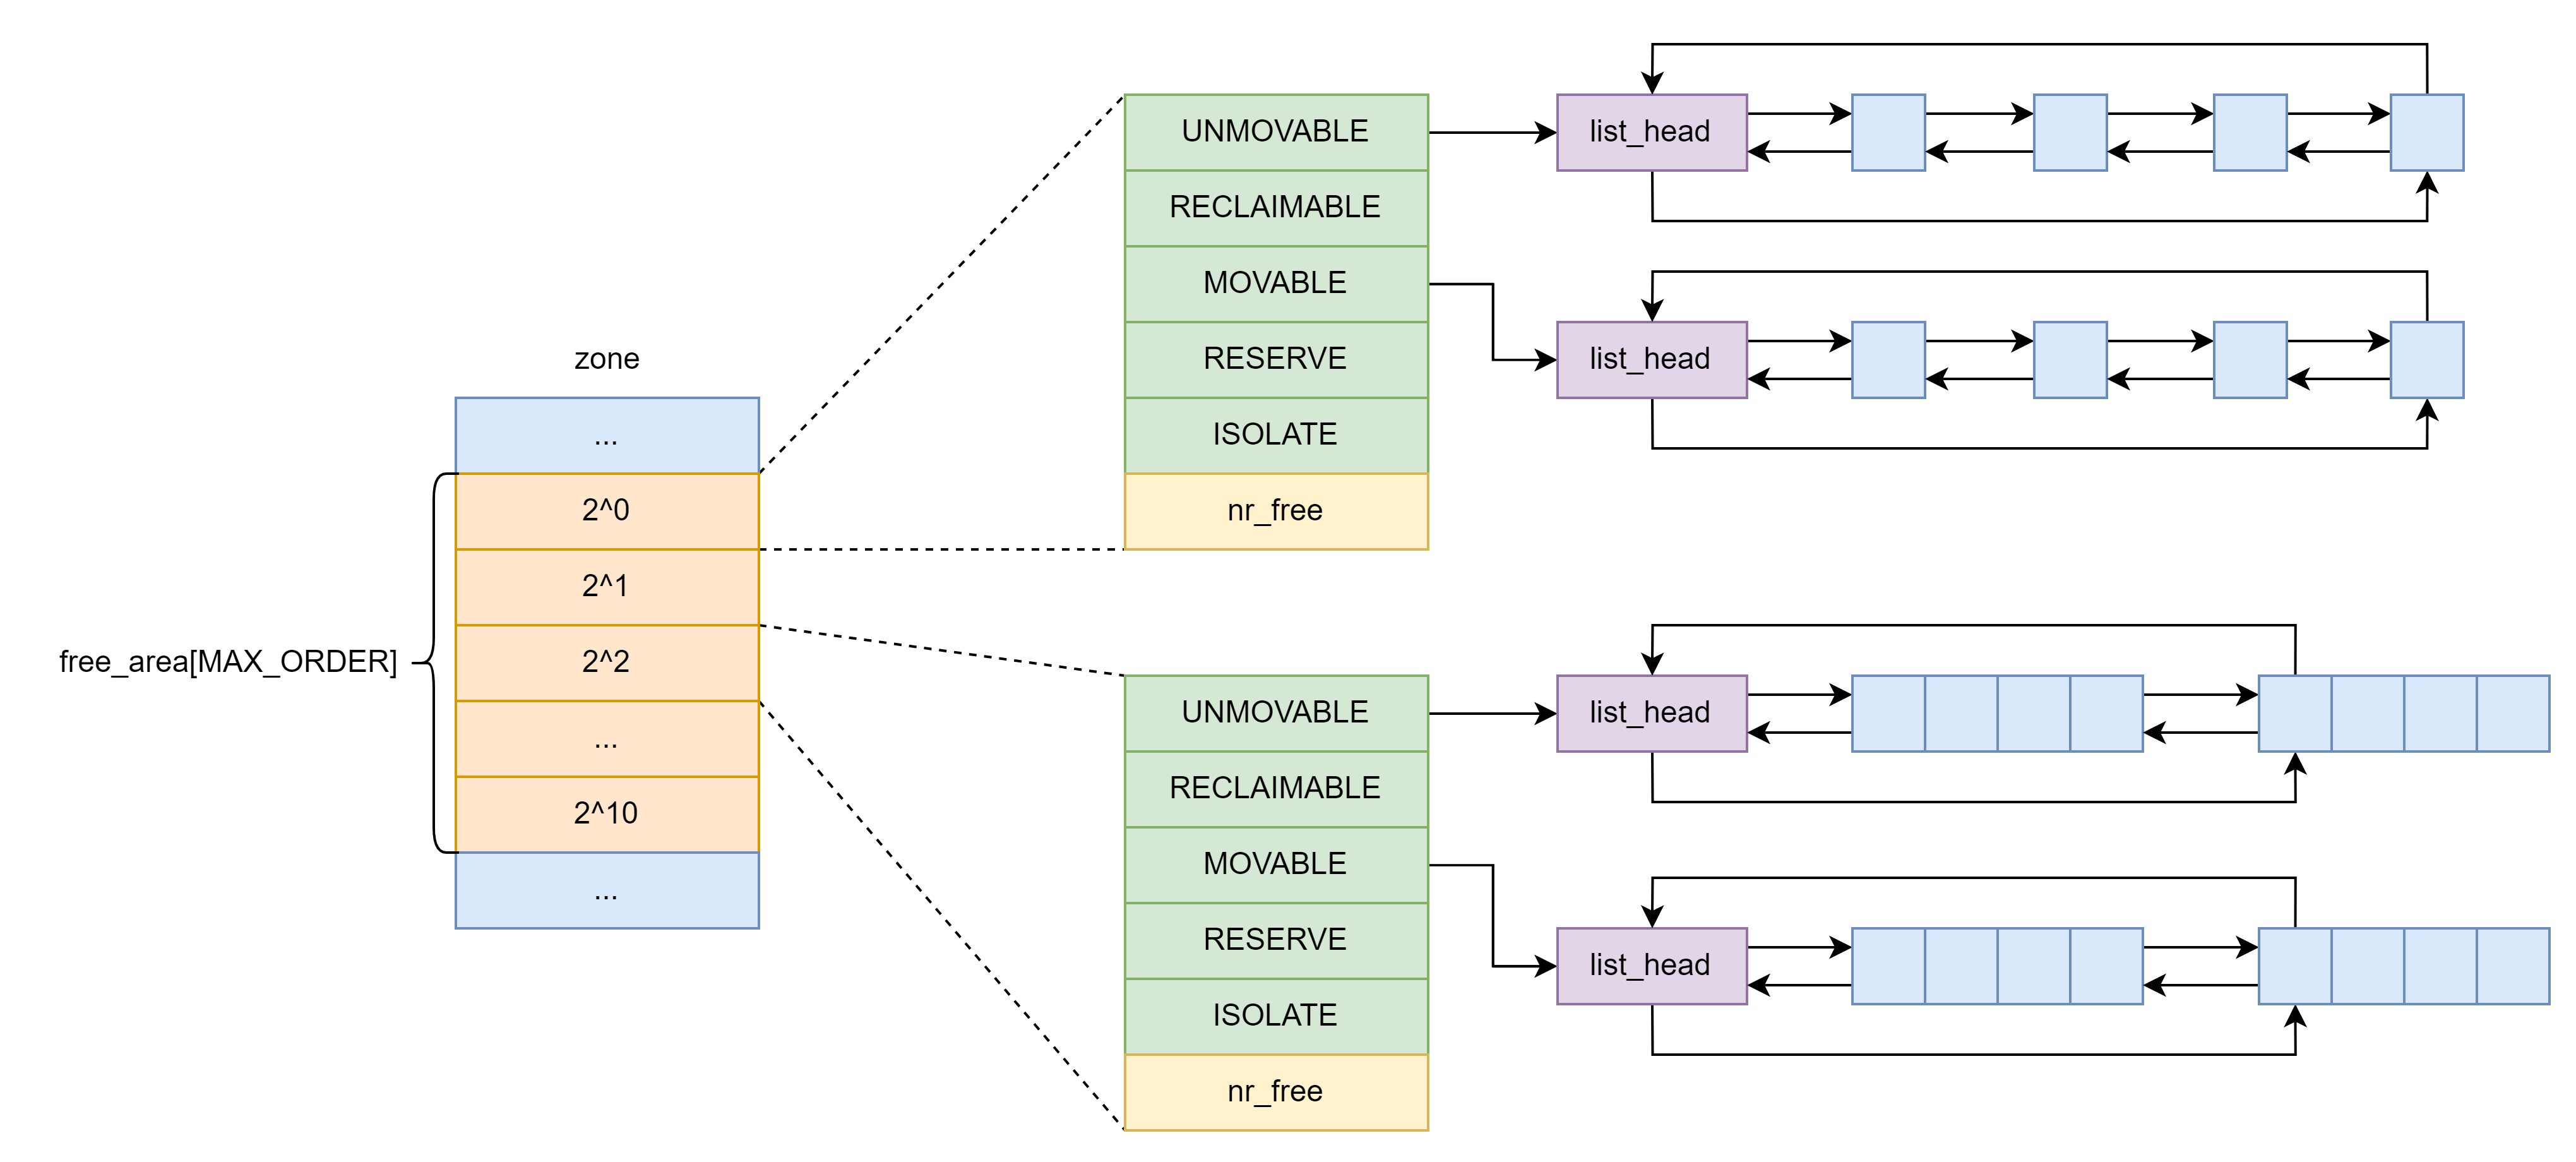 zone
...
2^0
2^1
2^2
...
2^10
...
free_area[MAX_ORDER]
UNMOVABLE
RECLAIMABLE
MOVABLE
RESERVE
ISOLATE
nr_free
list_head
list_head
UNMOVABLE
RECLAIMABLE
MOVABLE
RESERVE
ISOLATE
nr_free
list_head
list_head